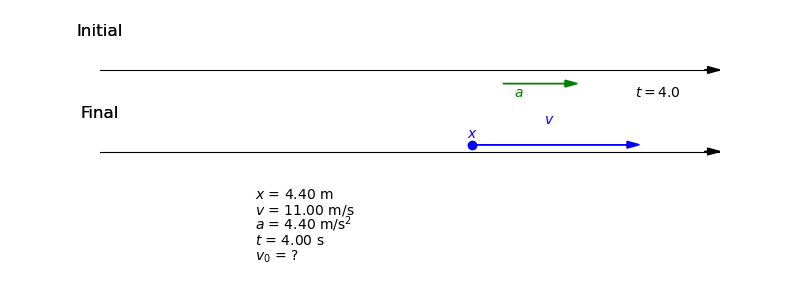 Initial
a
t = 4.0
Final
v
x
x = 4.40 m
v = 11.00 m/s
a = 4.40 m/s²
t = 4.00 s
v₀ = ?